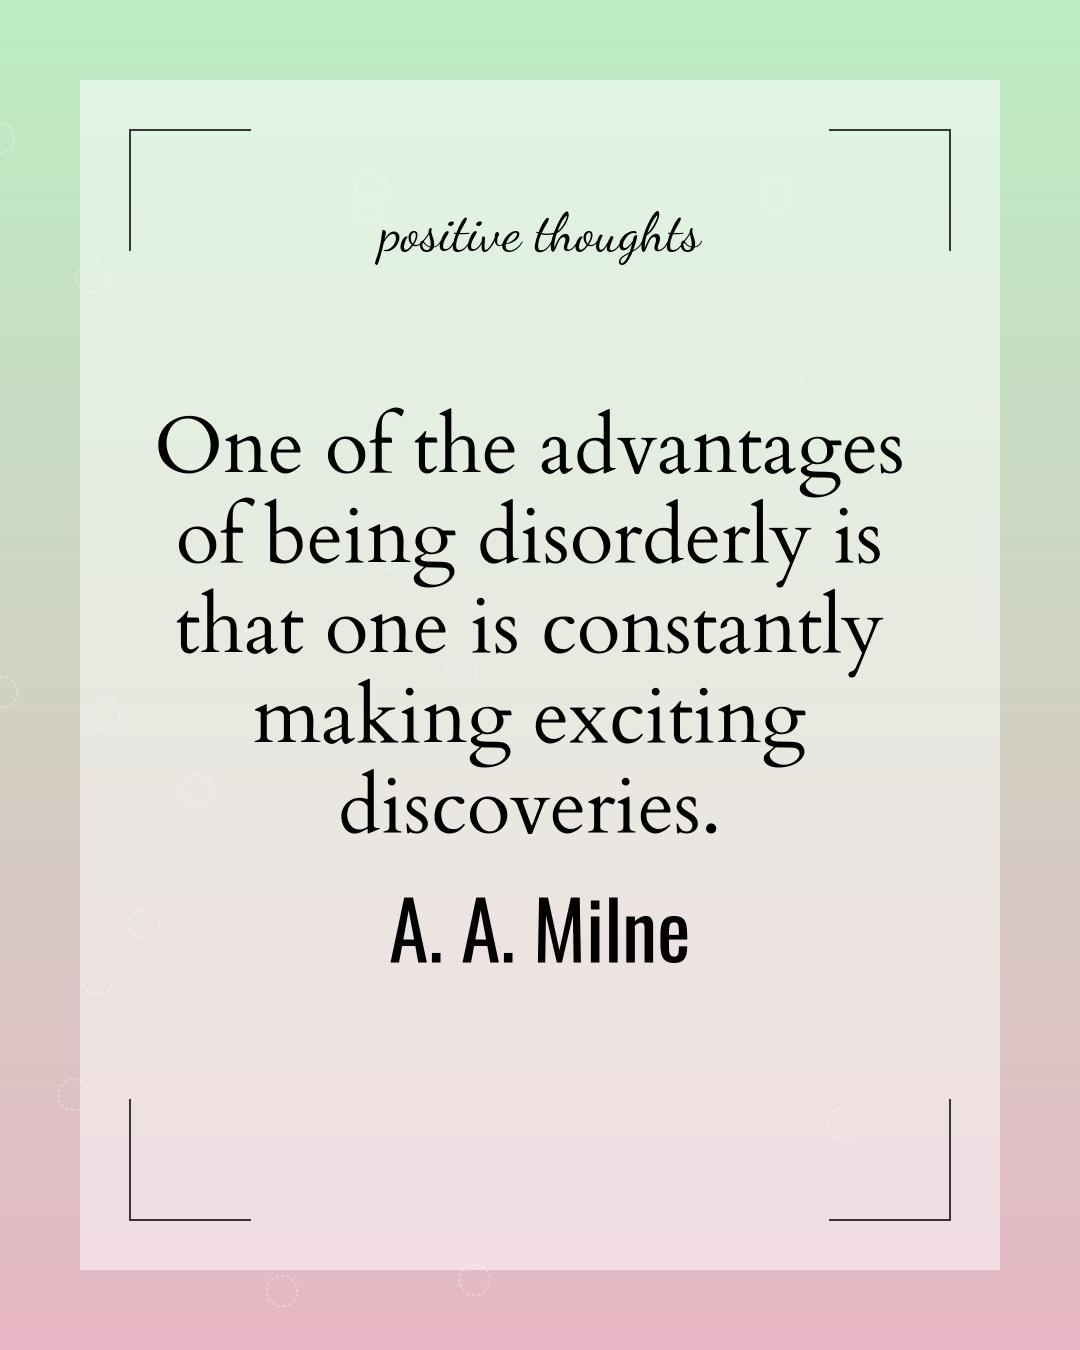 positive thoughts
One of the advantages
of being disorderly is
that one is constantly
making exciting
discoveries.
A. A. Milne